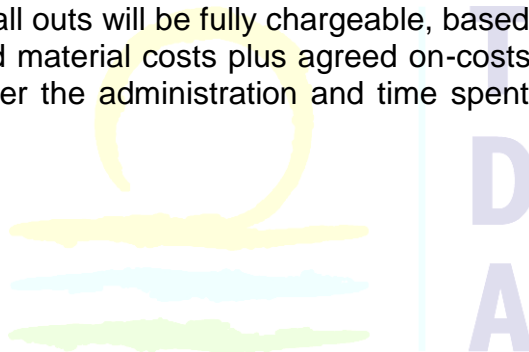 all outs will be fully chargeable, based
d material costs plus agreed on-costs
er the administration and time spent
D
A